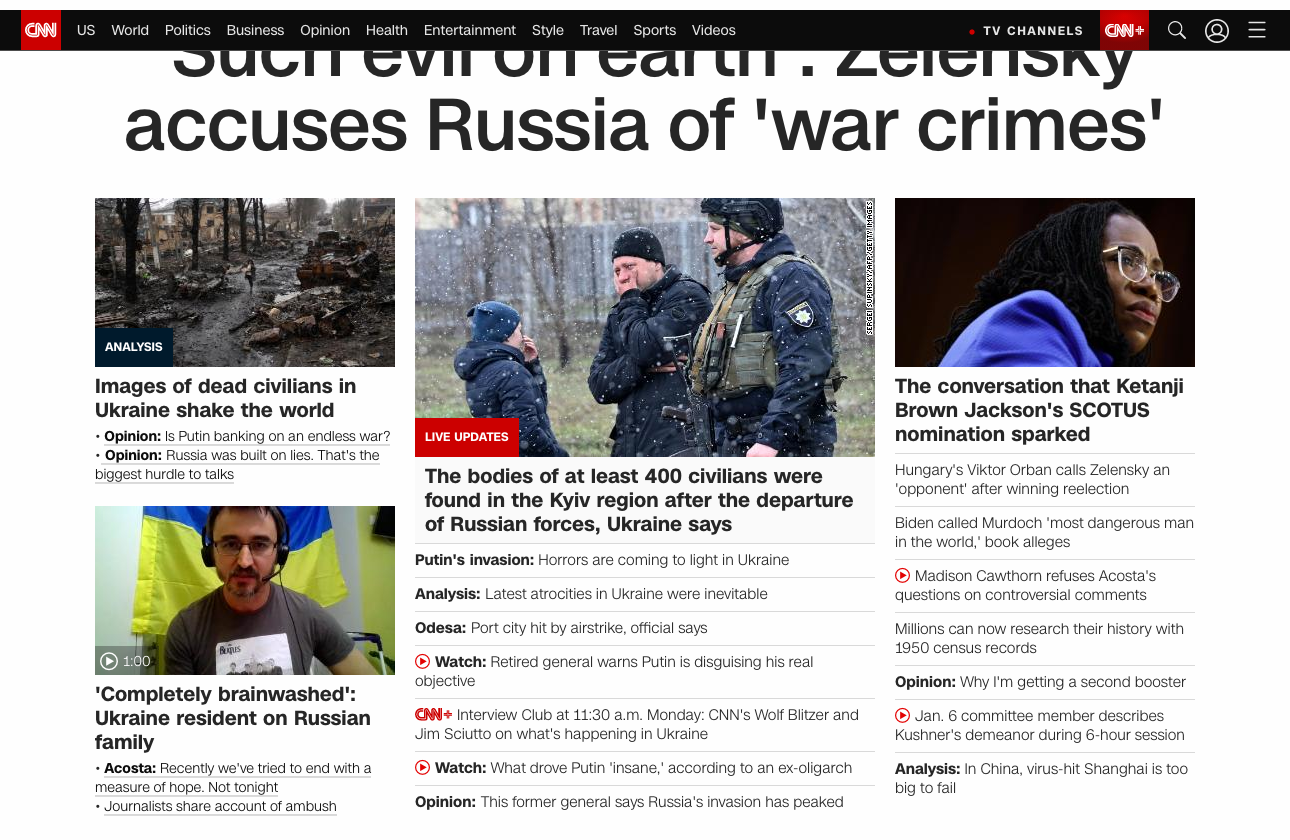 CNN US World Politics Business Opinion Health Entertainment Style Travel Sports Videos TV CHANNELS CNN+
'Such evil on earth': Zelensky
accuses Russia of 'war crimes'
ANALYSIS
Images of dead civilians in
Ukraine shake the world
• Opinion: Is Putin banking on an endless war?
• Opinion: Russia was built on lies. That's the
biggest hurdle to talks
BEATLES
1:00
'Completely brainwashed':
Ukraine resident on Russian
family
• Acosta: Recently we've tried to end with a
measure of hope. Not tonight
• Journalists share account of ambush
SERGEI SUPINSKY/AFP/GETTY IMAGES
LIVE UPDATES
The bodies of at least 400 civilians were
found in the Kyiv region after the departure
of Russian forces, Ukraine says
Putin's invasion: Horrors are coming to light in Ukraine
Analysis: Latest atrocities in Ukraine were inevitable
Odesa: Port city hit by airstrike, official says
Watch: Retired general warns Putin is disguising his real
objective
CNN+ Interview Club at 11:30 a.m. Monday: CNN's Wolf Blitzer and
Jim Sciutto on what's happening in Ukraine
Watch: What drove Putin 'insane,' according to an ex-oligarch
Opinion: This former general says Russia's invasion has peaked
The conversation that Ketanji
Brown Jackson's SCOTUS
nomination sparked
Hungary's Viktor Orban calls Zelensky an
'opponent' after winning reelection
Biden called Murdoch 'most dangerous man
in the world,' book alleges
Madison Cawthorn refuses Acosta's
questions on controversial comments
Millions can now research their history with
1950 census records
Opinion: Why I'm getting a second booster
Jan. 6 committee member describes
Kushner's demeanor during 6-hour session
Analysis: In China, virus-hit Shanghai is too
big to fail